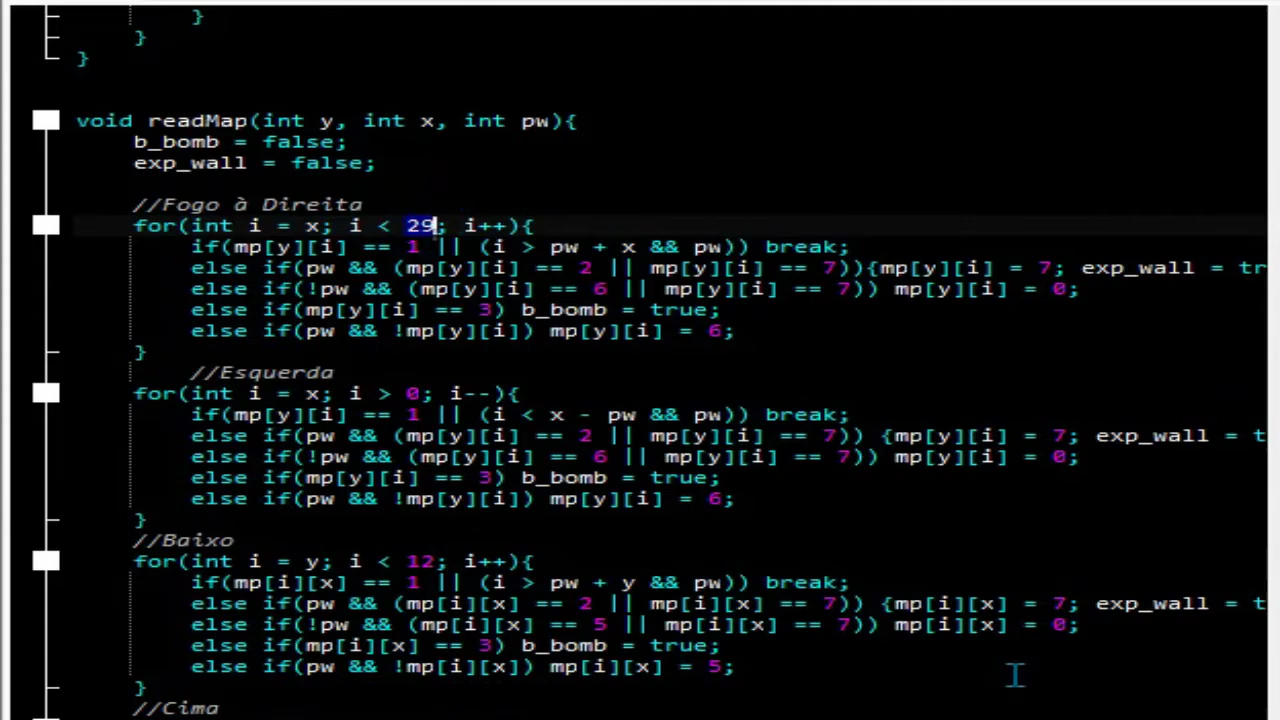 }
}
}
void readMap(int y, int x, int pw){
b_bomb = false;
exp_wall = false;
//Fogo à Direita
for(int i = x; i < 29; i++){
if(mp[y][i] == 1 || (i > pw + x && pw)) break;
else if(pw && (mp[y][i] == 2 || mp[y][i] == 7)){mp[y][i] = 7; exp_wall = tr
else if(!pw && (mp[y][i] == 6 || mp[y][i] == 7)) mp[y][i] = 0;
else if(mp[y][i] == 3) b_bomb = true;
else if(pw && !mp[y][i]) mp[y][i] = 6;
}
//Esquerda
for(int i = x; i > 0; i--){
if(mp[y][i] == 1 || (i < x - pw && pw)) break;
else if(pw && (mp[y][i] == 2 || mp[y][i] == 7)) {mp[y][i] = 7; exp_wall = t
else if(!pw && (mp[y][i] == 6 || mp[y][i] == 7)) mp[y][i] = 0;
else if(mp[y][i] == 3) b_bomb = true;
else if(pw && !mp[y][i]) mp[y][i] = 6;
}
//Baixo
for(int i = y; i < 12; i++){
if(mp[i][x] == 1 || (i > pw + y && pw)) break;
else if(pw && (mp[i][x] == 2 || mp[i][x] == 7)) {mp[i][x] = 7; exp_wall = t
else if(!pw && (mp[i][x] == 5 || mp[i][x] == 7)) mp[i][x] = 0;
else if(mp[i][x] == 3) b_bomb = true;
else if(pw && !mp[i][x]) mp[i][x] = 5;
}
//Cima